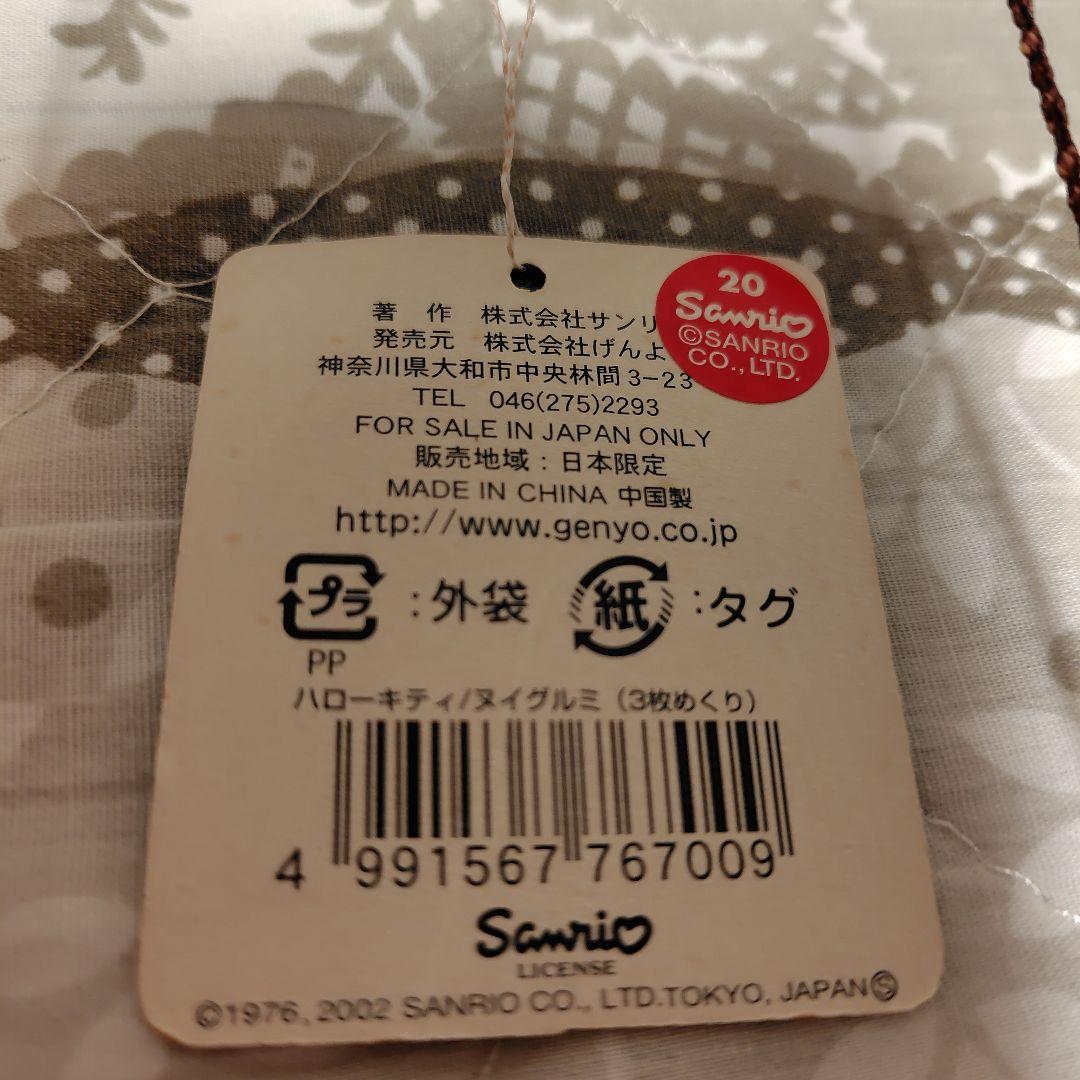 20
Sanrio
©SANRIO
CO.,LTD.
著 作 株式会社サンリ
発売元 株式会社げんよ
神奈川県大和市中央林間3-23
TEL 046(275)2293
FOR SALE IN JAPAN ONLY
販売地域：日本限定
MADE IN CHINA 中国製
http://www.genyo.co.jp
プラ：外袋 紙：タグ
PP
ハローキティ/ヌイグルミ（3枚めくり）
4 991567 767009
Sanrio
LICENSE
©1976, 2002 SANRIO CO., LTD.TOKYO, JAPANⓈ